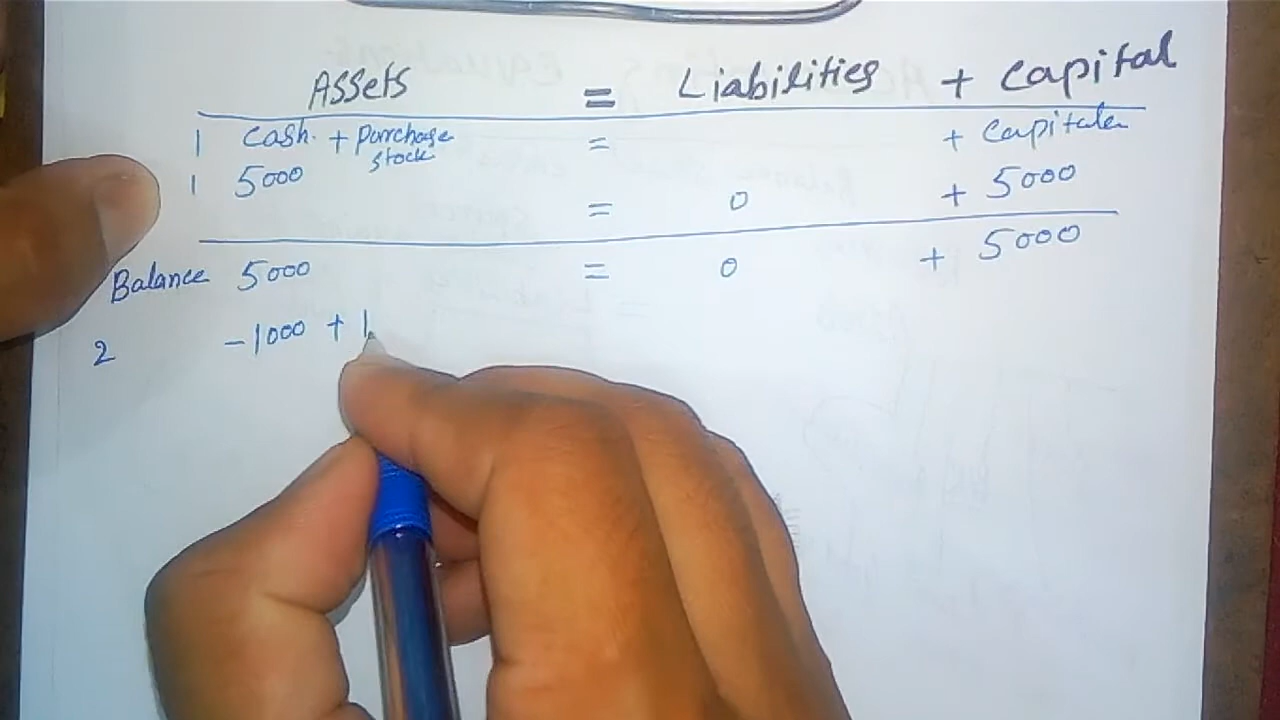 Assets = Liabilities + Capital
1 Cash. + Purchase stock = + Capital
1 5000 = 0 + 5000
Balance 5000 = 0 + 5000
2 -1000 + 1